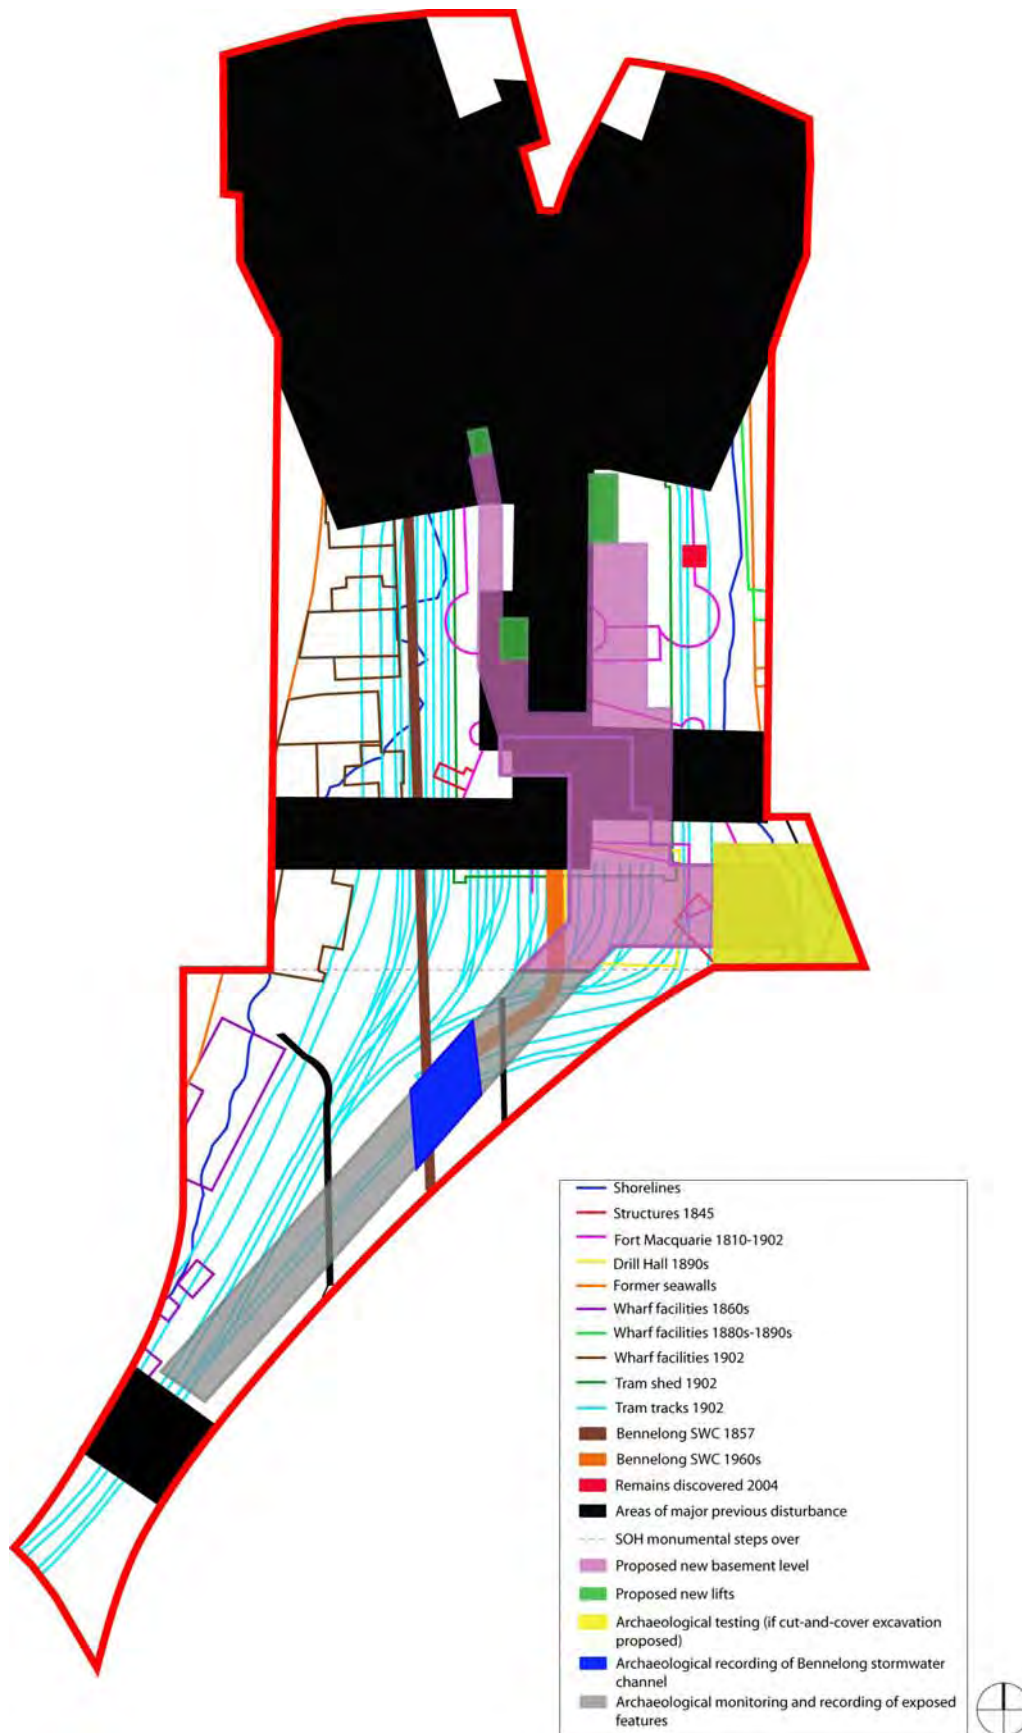 Shorelines
Structures 1845
Fort Macquarie 1810-1902
Drill Hall 1890s
Former seawalls
Wharf facilities 1860s
Wharf facilities 1880s-1890s
Wharf facilities 1902
Tram shed 1902
Tram tracks 1902
Bennelong SWC 1857
Bennelong SWC 1960s
Remains discovered 2004
Areas of major previous disturbance
SOH monumental steps over
Proposed new basement level
Proposed new lifts
Archaeological testing (if cut-and-cover excavation
proposed)
Archaeological recording of Bennelong stormwater
channel
Archaeological monitoring and recording of exposed
features